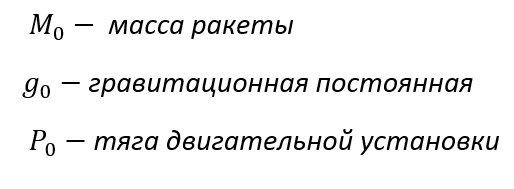 M₀ – масса ракеты
g₀ – гравитационная постоянная
P₀ – тяга двигательной установки